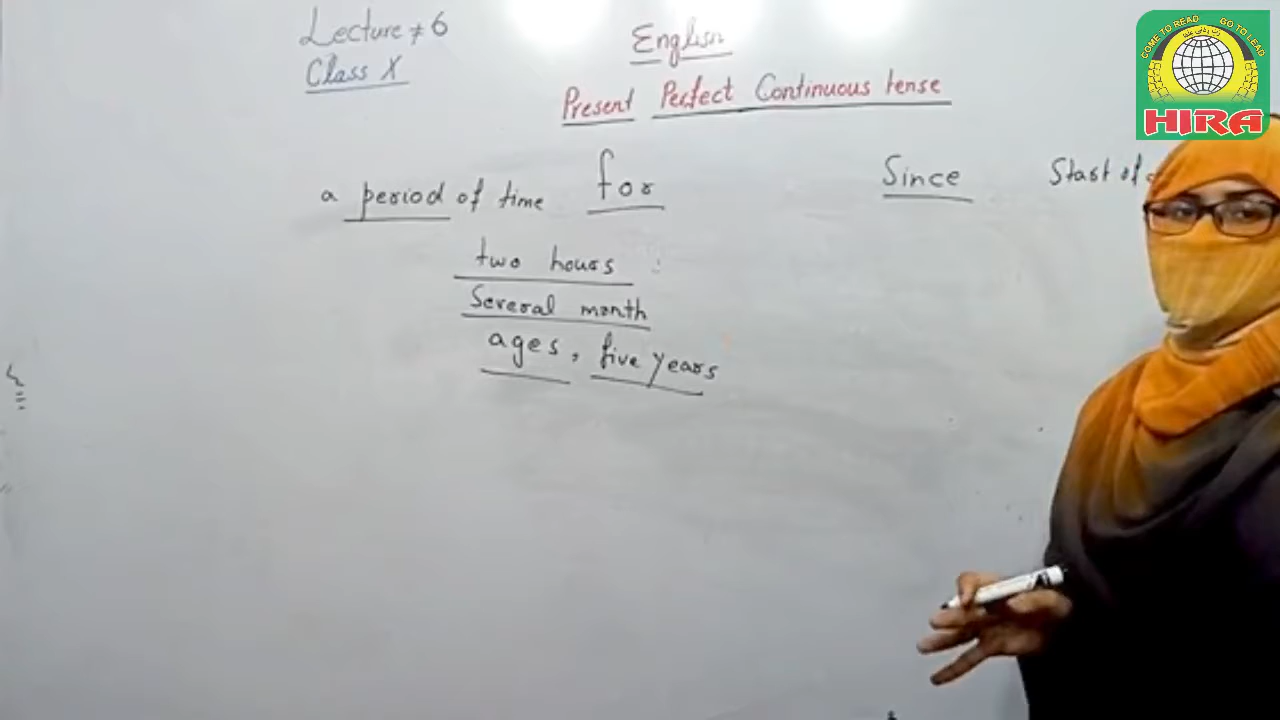 Lecture # 6
Class X
English
Present Perfect Continuous tense
a period of time for
Since Start of
two hours :
Several month
ages, five years
COME TO READ GO TO LEAD
HIRA